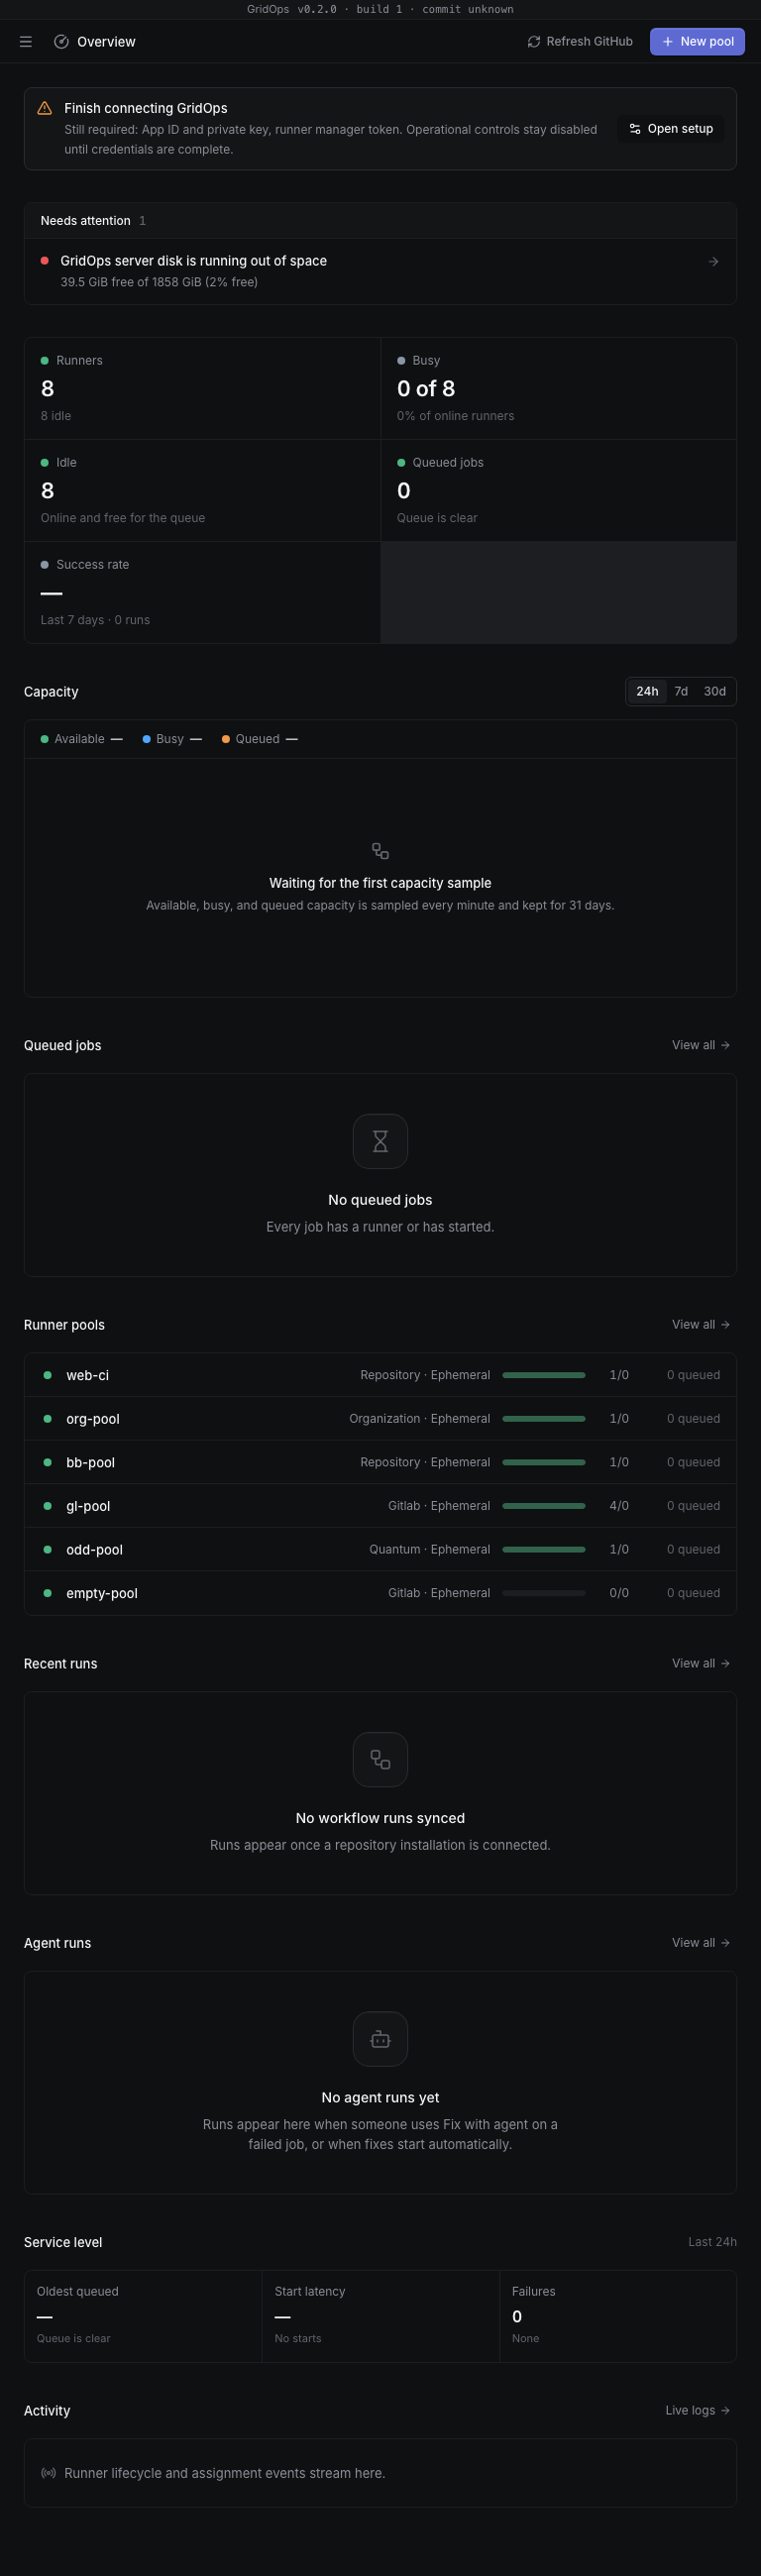 GridOps v0.2.0 · build 1 · commit unknown
Overview
Refresh GitHub
New pool
Finish connecting GridOps
Still required: App ID and private key, runner manager token. Operational controls stay disabled
until credentials are complete.
Open setup
Needs attention 1
GridOps server disk is running out of space
39.5 GiB free of 1858 GiB (2% free)
Runners
8
8 idle
Busy
0 of 8
0% of online runners
Idle
8
Online and free for the queue
Queued jobs
0
Queue is clear
Success rate
—
Last 7 days · 0 runs
Capacity
24h 7d 30d
Available — Busy — Queued —
Waiting for the first capacity sample
Available, busy, and queued capacity is sampled every minute and kept for 31 days.
Queued jobs
View all →
No queued jobs
Every job has a runner or has started.
Runner pools
View all →
web-ci Repository · Ephemeral 1/0 0 queued
org-pool Organization · Ephemeral 1/0 0 queued
bb-pool Repository · Ephemeral 1/0 0 queued
gl-pool Gitlab · Ephemeral 4/0 0 queued
odd-pool Quantum · Ephemeral 1/0 0 queued
empty-pool Gitlab · Ephemeral 0/0 0 queued
Recent runs
View all →
No workflow runs synced
Runs appear once a repository installation is connected.
Agent runs
View all →
No agent runs yet
Runs appear here when someone uses Fix with agent on a
failed job, or when fixes start automatically.
Service level
Last 24h
Oldest queued
—
Queue is clear
Start latency
—
No starts
Failures
0
None
Activity
Live logs →
Runner lifecycle and assignment events stream here.